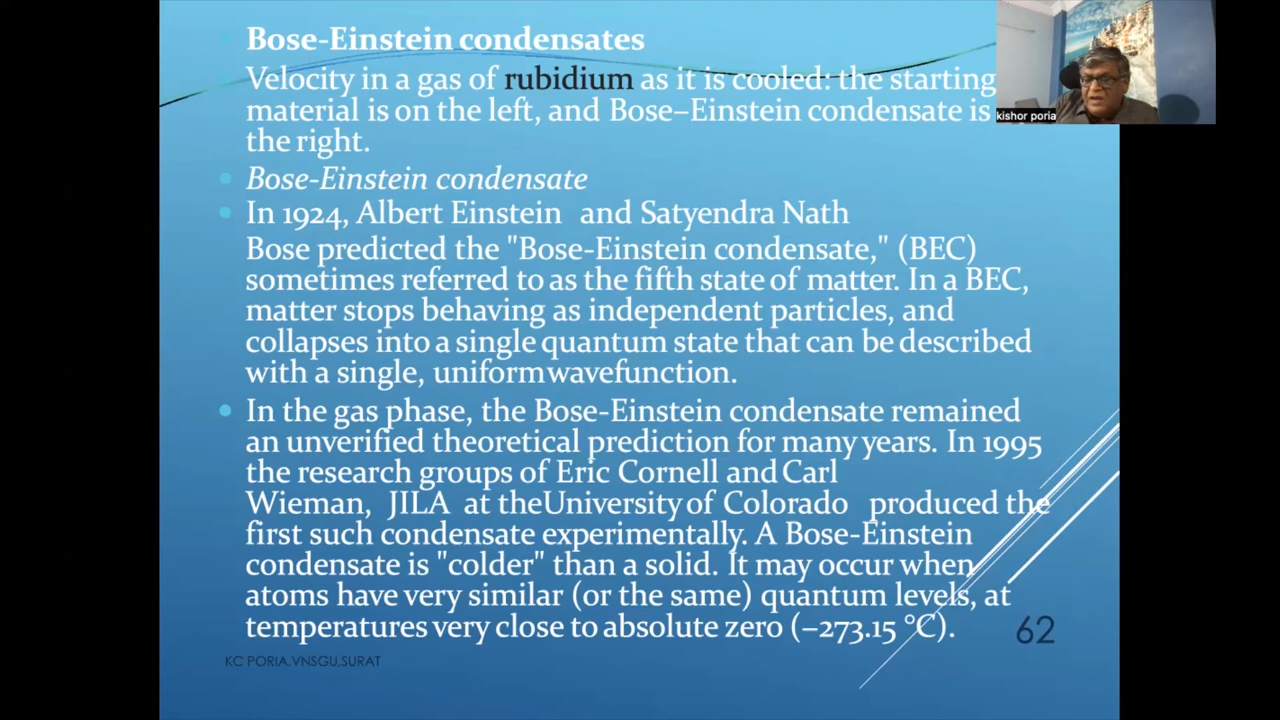 Bose-Einstein condensates
Velocity in a gas of rubidium as it is cooled: the starting
material is on the left, and Bose–Einstein condensate is
the right.
Bose-Einstein condensate
In 1924, Albert Einstein and Satyendra Nath
Bose predicted the "Bose-Einstein condensate," (BEC)
sometimes referred to as the fifth state of matter. In a BEC,
matter stops behaving as independent particles, and
collapses into a single quantum state that can be described
with a single, uniformwavefunction.
In the gas phase, the Bose-Einstein condensate remained
an unverified theoretical prediction for many years. In 1995
the research groups of Eric Cornell and Carl
Wieman, JILA at theUniversity of Colorado produced the
first such condensate experimentally. A Bose-Einstein
condensate is "colder" than a solid. It may occur when
atoms have very similar (or the same) quantum levels, at
temperatures very close to absolute zero (−273.15 °C).
62
KC PORIA,VNSGU,SURAT
kishor poria